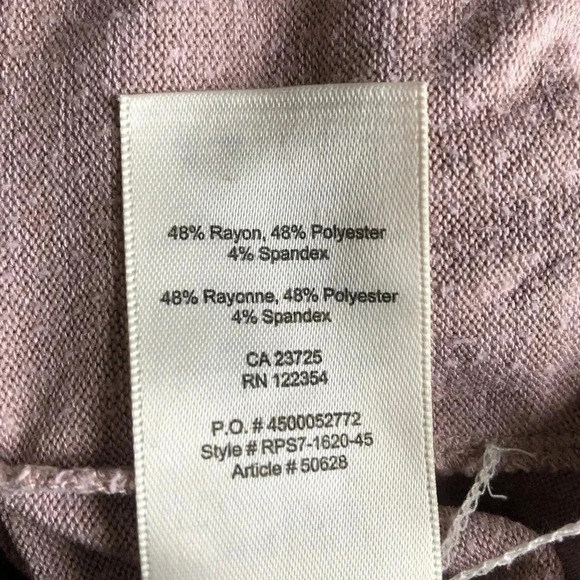 48% Rayon, 48% Polyester
4% Spandex
48% Rayonne, 48% Polyester
4% Spandex
CA 23725
RN 122354
P.O. # 4500052772
Style # RPS7-1620-45
Article # 50628